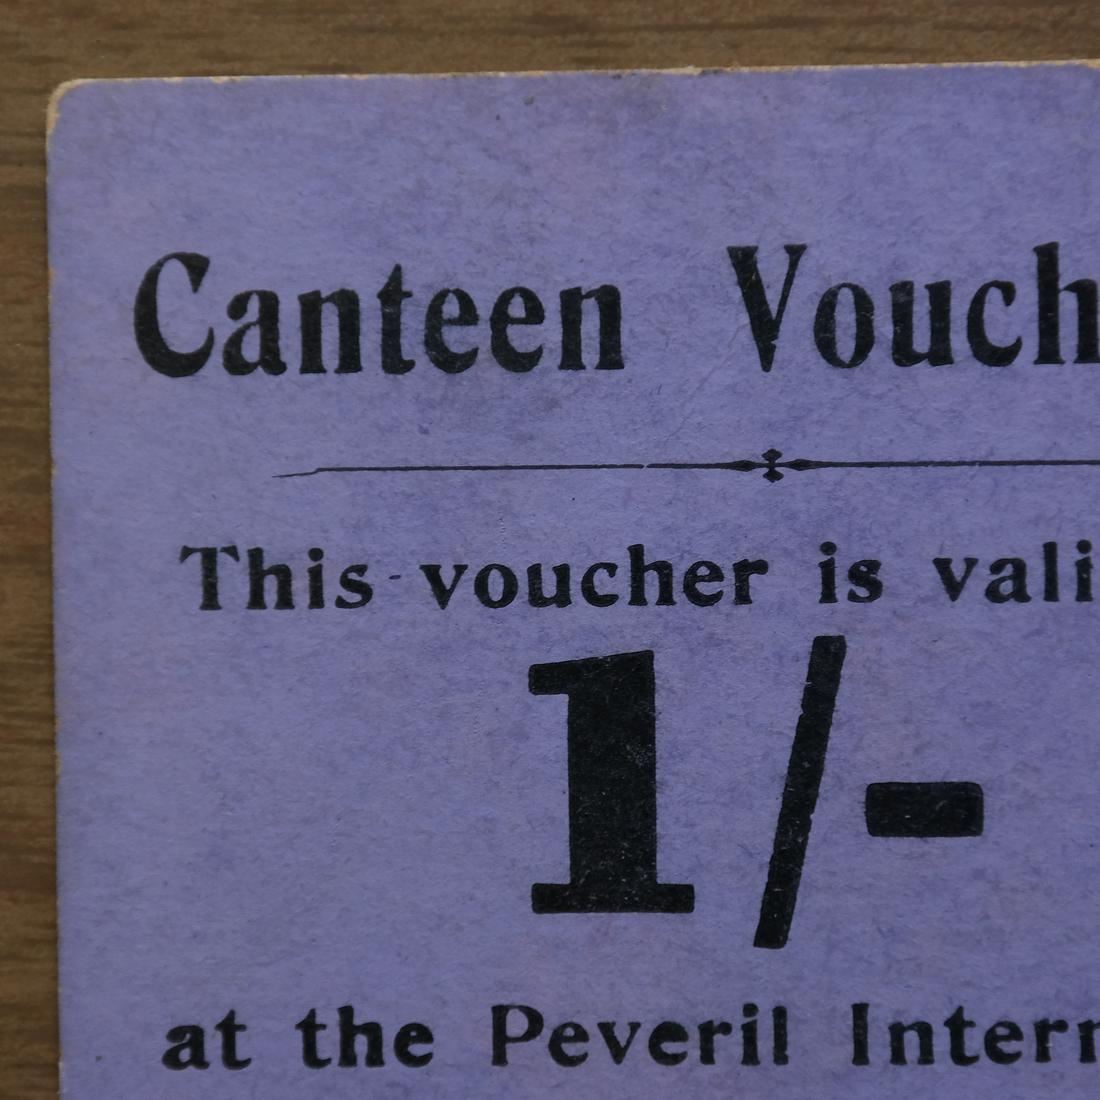 Canteen Vouch
This voucher is vali
1/-
at the Peveril Intern